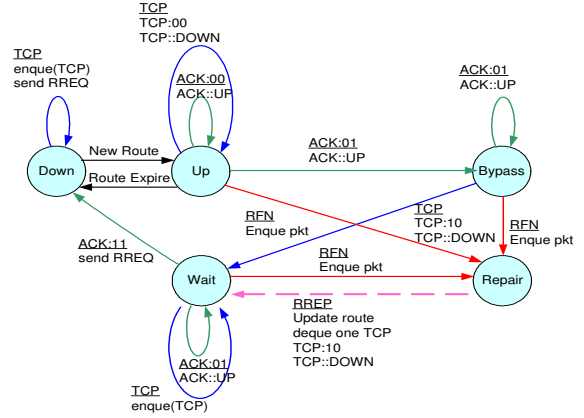 TCP
TCP:00
TCP::DOWN
TCP
enque(TCP)
send RREQ
ACK:00
ACK::UP
ACK:01
ACK::UP
New Route
ACK:01
ACK::UP
Down
Up
Bypass
Route Expire
RFN
Enque pkt
TCP
TCP:10
TCP::DOWN
RFN
Enque pkt
ACK:11
send RREQ
RFN
Enque pkt
Wait
Repair
RREP
Update route
deque one TCP
TCP:10
TCP::DOWN
ACK:01
ACK::UP
TCP
enque(TCP)